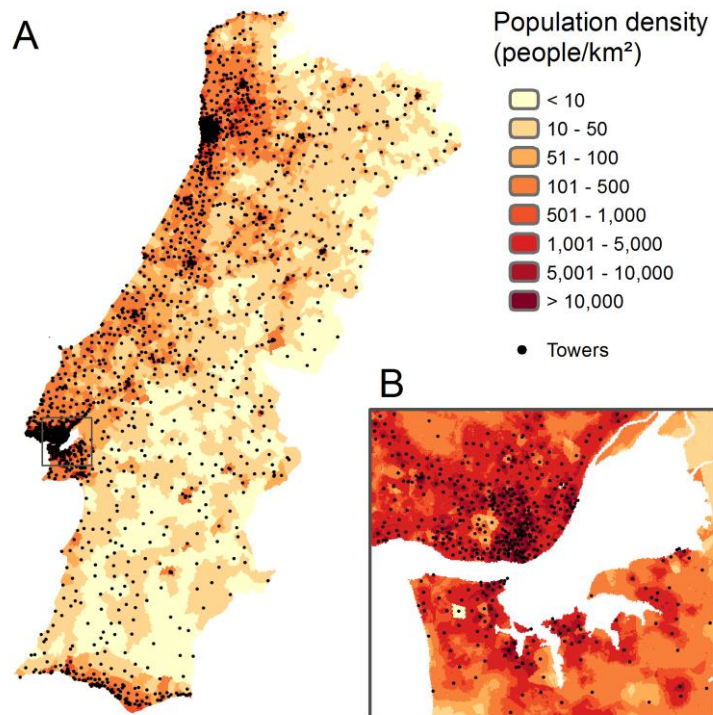 A
Population density
(people/km²)
< 10
10 - 50
51 - 100
101 - 500
501 - 1,000
1,001 - 5,000
5,001 - 10,000
> 10,000
Towers
B